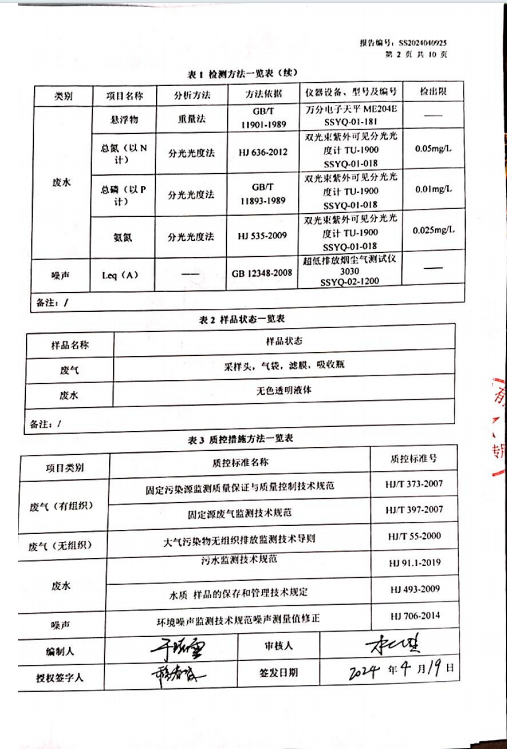 报告编号：SS2024040925
第 2 页 共 10 页
表 1 检测方法一览表（续）
类别 项目名称 分析方法 方法依据 仪器设备、型号及编号 检出限
废水 悬浮物 重量法 GB/T 11901-1989 万分电子天平 ME204E SSYQ-01-181 ——
总氮（以 N 计） 分光光度法 HJ 636-2012 双光束紫外可见分光光度计 TU-1900 SSYQ-01-018 0.05mg/L
总磷（以 P 计） 分光光度法 GB/T 11893-1989 双光束紫外可见分光光度计 TU-1900 SSYQ-01-018 0.01mg/L
氨氮 分光光度法 HJ 535-2009 双光束紫外可见分光光度计 TU-1900 SSYQ-01-018 0.025mg/L
噪声 Leq（A） —— GB 12348-2008 超低排放烟尘气测试仪 3030 SSYQ-02-1200 ——
备注：/
表 2 样品状态一览表
样品名称 样品状态
废气 采样头，气袋，滤膜、吸收瓶
废水 无色透明液体
备注：/
表 3 质控措施方法一览表
项目类别 质控标准名称 质控标准号
废气（有组织） 固定污染源监测质量保证与质量控制技术规范 HJ/T 373-2007
固定源废气监测技术规范 HJ/T 397-2007
废气（无组织） 大气污染物无组织排放监测技术导则 HJ/T 55-2000
废水 污水监测技术规范 HJ 91.1-2019
水质 样品的保存和管理技术规定 HJ 493-2009
噪声 环境噪声监测技术规范噪声测量值修正 HJ 706-2014
编制人 审核人
授权签字人 签发日期 2024 年 4 月 19 日